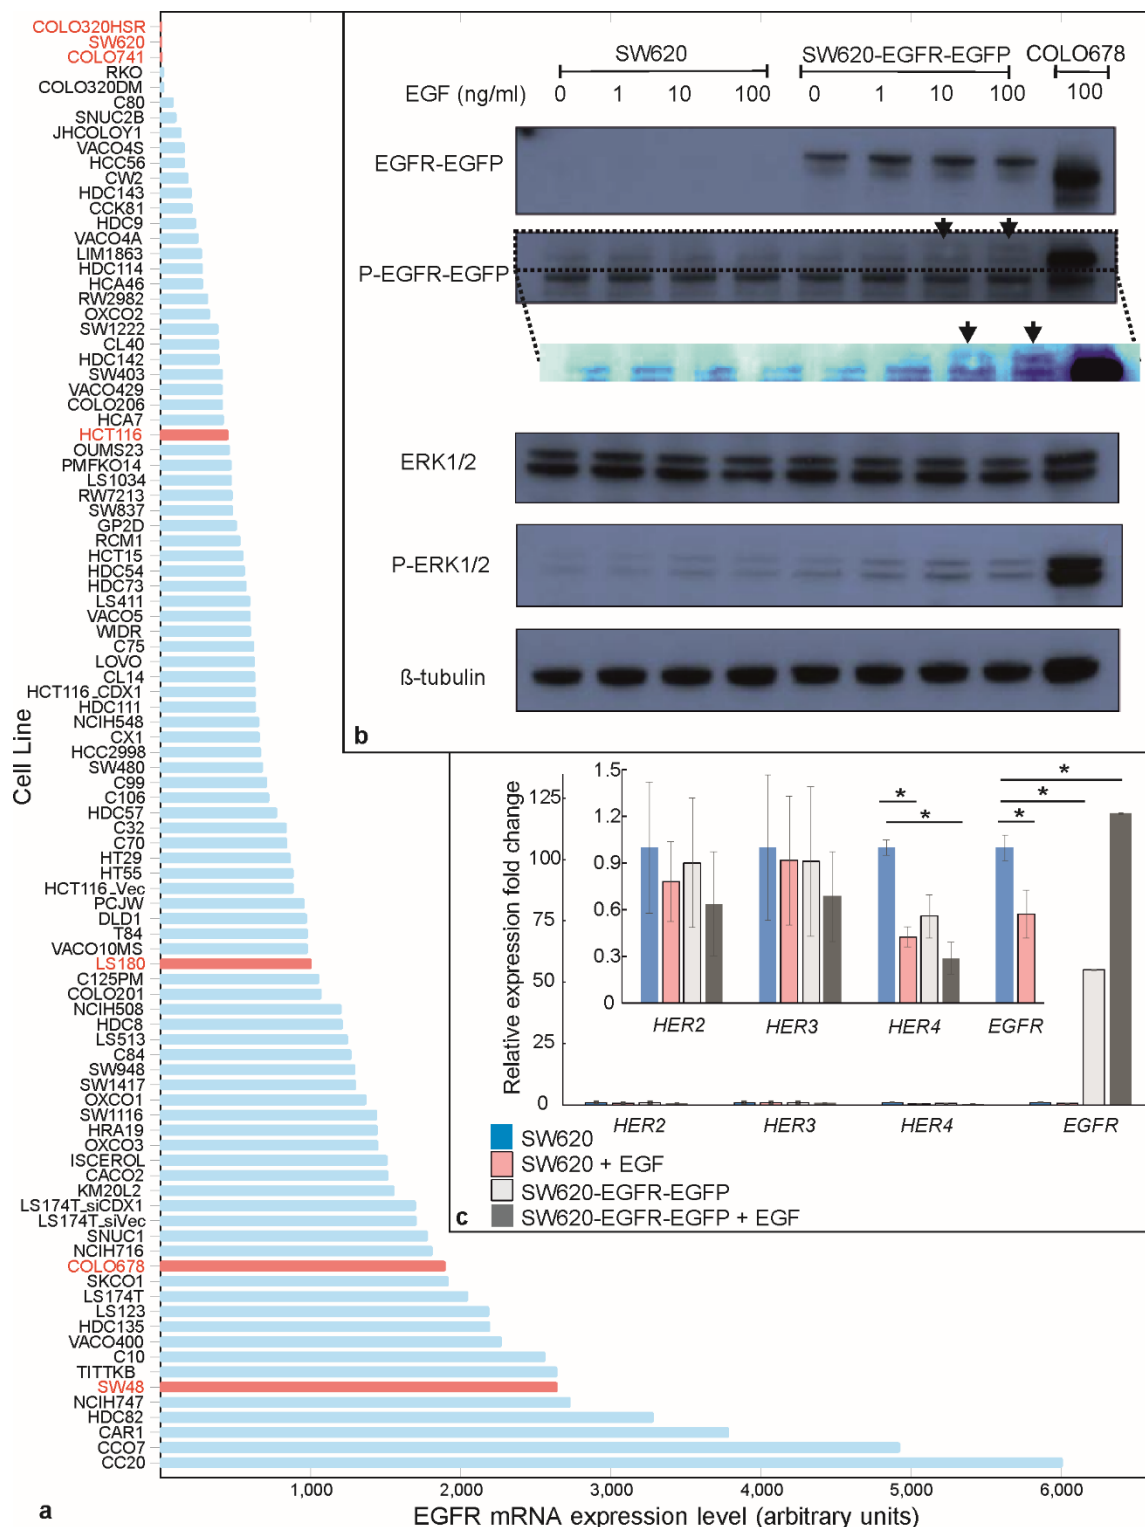 COLO320HSR
SW620
COLO741
RKO
COLO320DM
C80
SNUC2B
JHCOLOY1
VACO4S
HCC56
CW2
HDC143
CCK81
HDC9
VACO4A
LIM1863
HDC114
HCA46
RW2982
OXCO2
SW1222
CL40
HDC142
SW403
VACO429
COLO206
HCA7
HCT116
OUMS23
PMFKO14
LS1034
RW7213
SW837
GP2D
RCM1
HCT15
HDC54
HDC73
LS411
VACO5
WIDR
C75
LOVO
CL14
HCT116_CDX1
HDC111
NCIH548
CX1
HCC2998
SW480
C99
C106
HDC57
C32
C70
HT29
HT55
HCT116_Vec
PCJW
DLD1
T84
VACO10MS
LS180
C125PM
COLO201
NCIH508
HDC8
LS513
C84
SW948
SW1417
OXCO1
SW1116
HRA19
OXCO3
ISCEROL
CACO2
KM20L2
LS174T_siCDX1
LS174T_siVec
SNUC1
NCIH716
COLO678
SKCO1
LS174T
LS123
HDC135
VACO400
C10
TITTKB
SW48
NCIH747
HDC82
CAR1
CCO7
CC20
Cell Line
1,000 2,000 3,000 4,000 5,000 6,000
a EGFR mRNA expression level (arbitrary units)
SW620 SW620-EGFR-EGFP COLO678
EGF (ng/ml) 0 1 10 100 0 1 10 100 100
EGFR-EGFP
P-EGFR-EGFP
ERK1/2
P-ERK1/2
ß-tubulin
b
Relative expression fold change
125
100
75
50
25
0
1.5
1.2
0.9
0.6
0.3
0
* * * * *
HER2 HER3 HER4 EGFR
HER2 HER3 HER4 EGFR
SW620
SW620 + EGF
SW620-EGFR-EGFP
c SW620-EGFR-EGFP + EGF